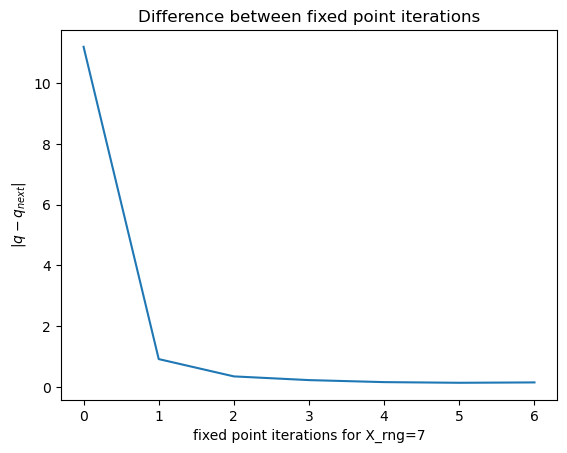 Difference between fixed point iterations
10
8
6
4
2
0
|q − q_next|
0 1 2 3 4 5 6
fixed point iterations for X_rng=7